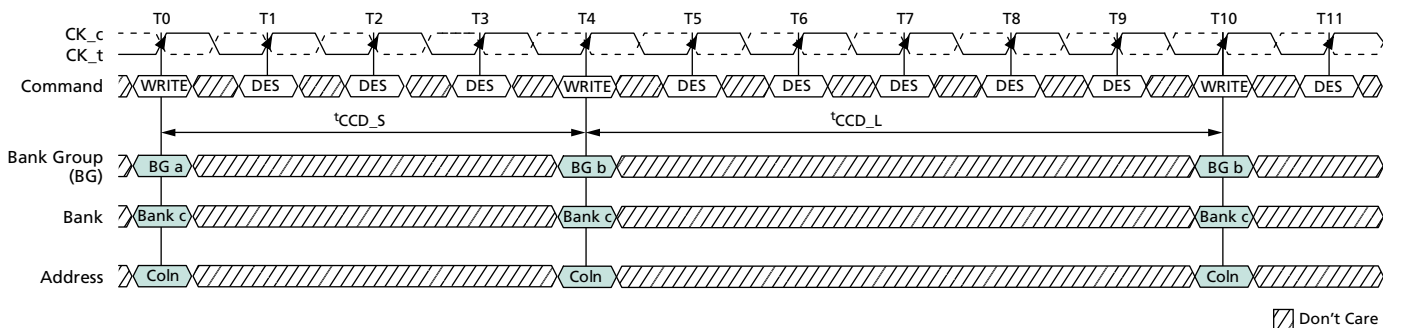 T0 T1 T2 T3 T4 T5 T6 T7 T8 T9 T10 T11
CK_c
CK_t
Command WRITE DES DES DES WRITE DES DES DES DES DES WRITE DES
tCCD_S tCCD_L
Bank Group (BG) BG a BG b BG b
Bank Bank c Bank c Bank c
Address Coln Coln Coln
Don't Care